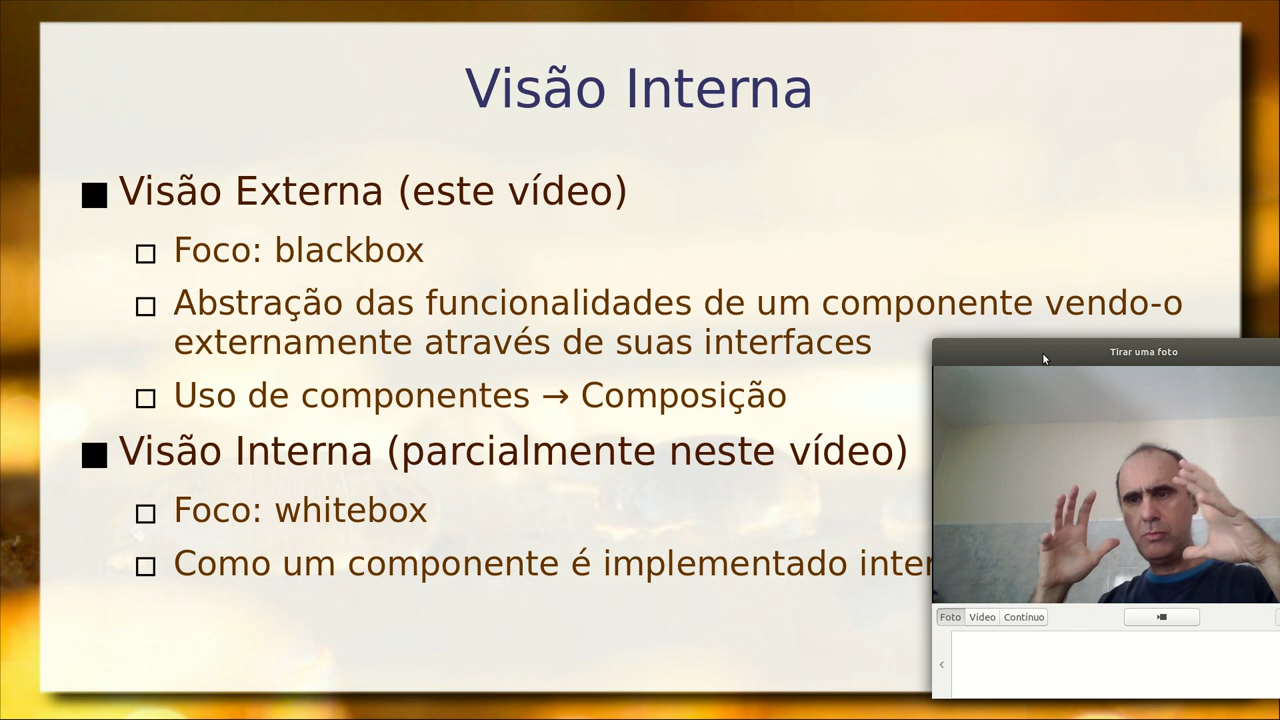 Visão Interna
Visão Externa (este vídeo)
Foco: blackbox
Abstração das funcionalidades de um componente vendo-o
externamente através de suas interfaces
Uso de componentes → Composição
Visão Interna (parcialmente neste vídeo)
Foco: whitebox
Como um componente é implementado
Tirar uma foto
Foto Vídeo Contínuo